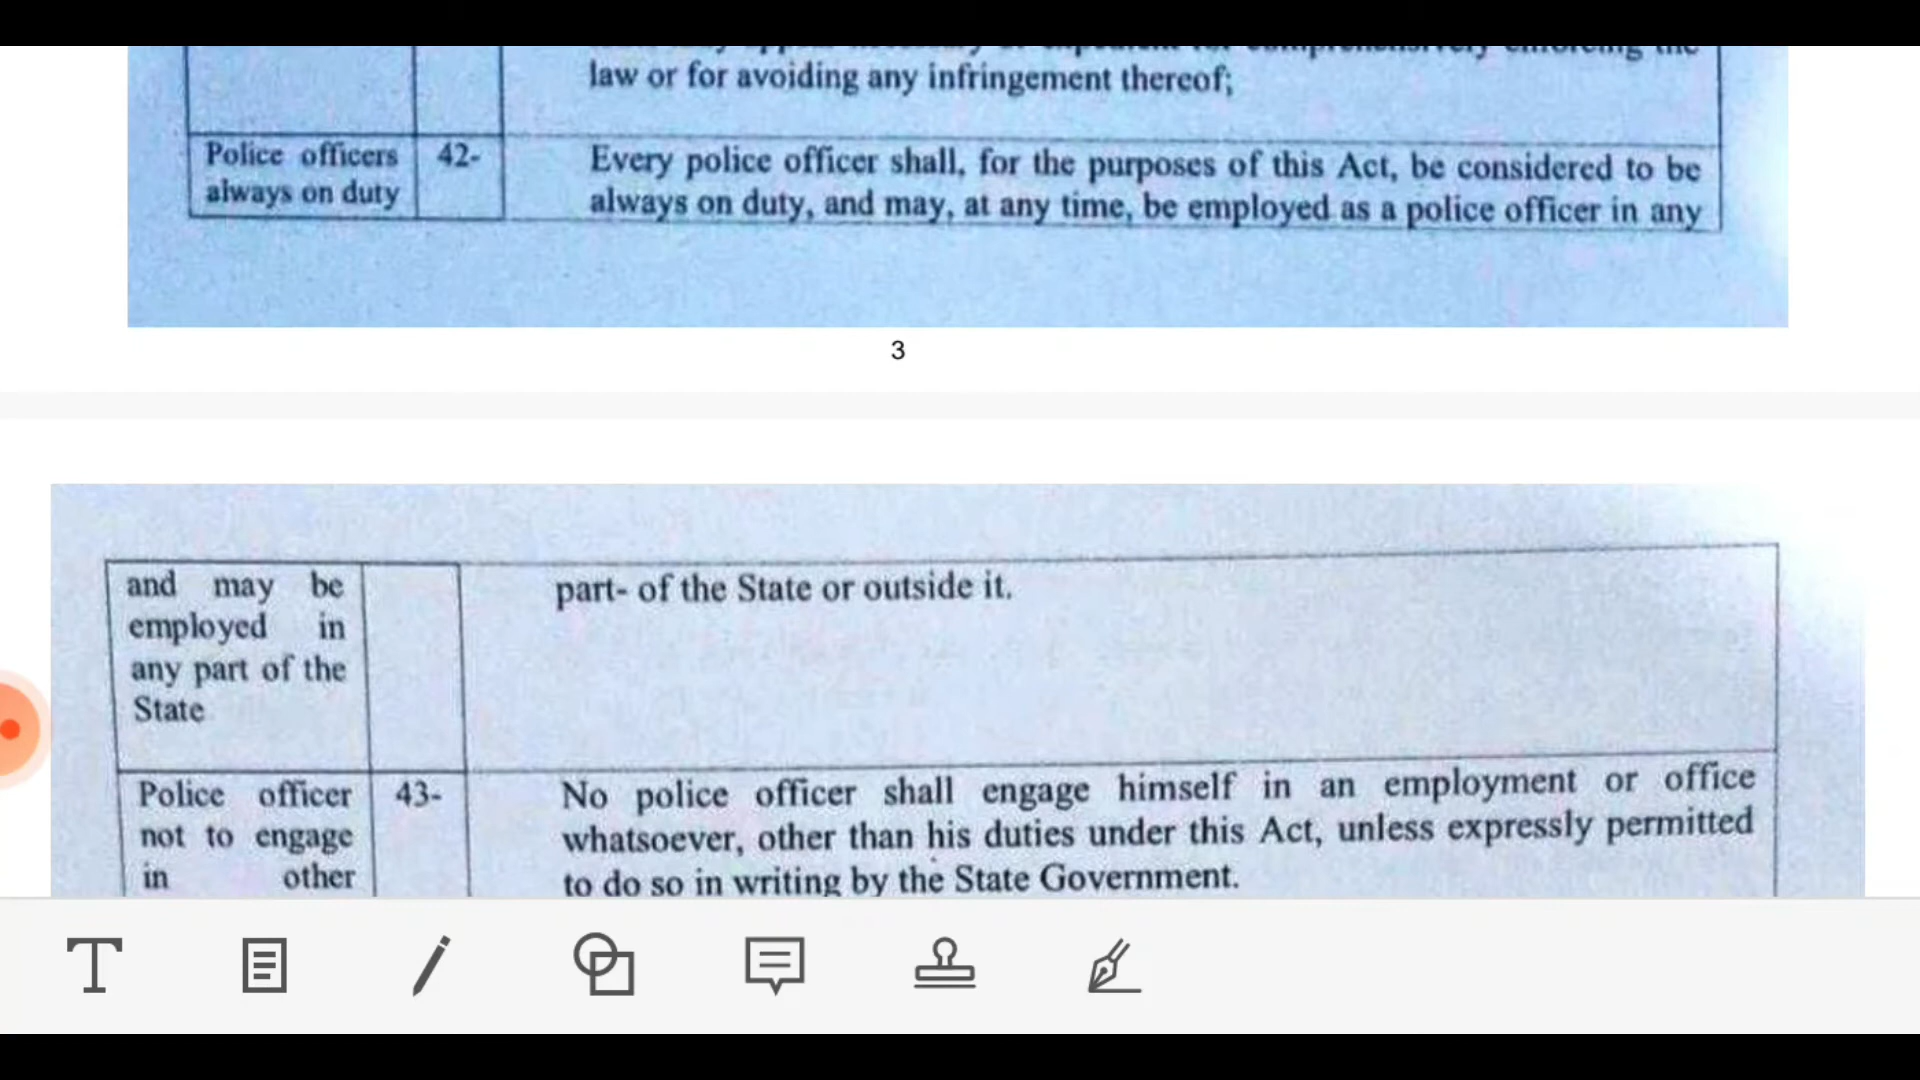 comprehensively enforcing the
law or for avoiding any infringement thereof;
Police officers 42- Every police officer shall, for the purposes of this Act, be considered to be
always on duty always on duty, and may, at any time, be employed as a police officer in any
3
and may be part- of the State or outside it.
employed in
any part of the
State
Police officer 43- No police officer shall engage himself in an employment or office
not to engage whatsoever, other than his duties under this Act, unless expressly permitted
in other to do so in writing by the State Government.